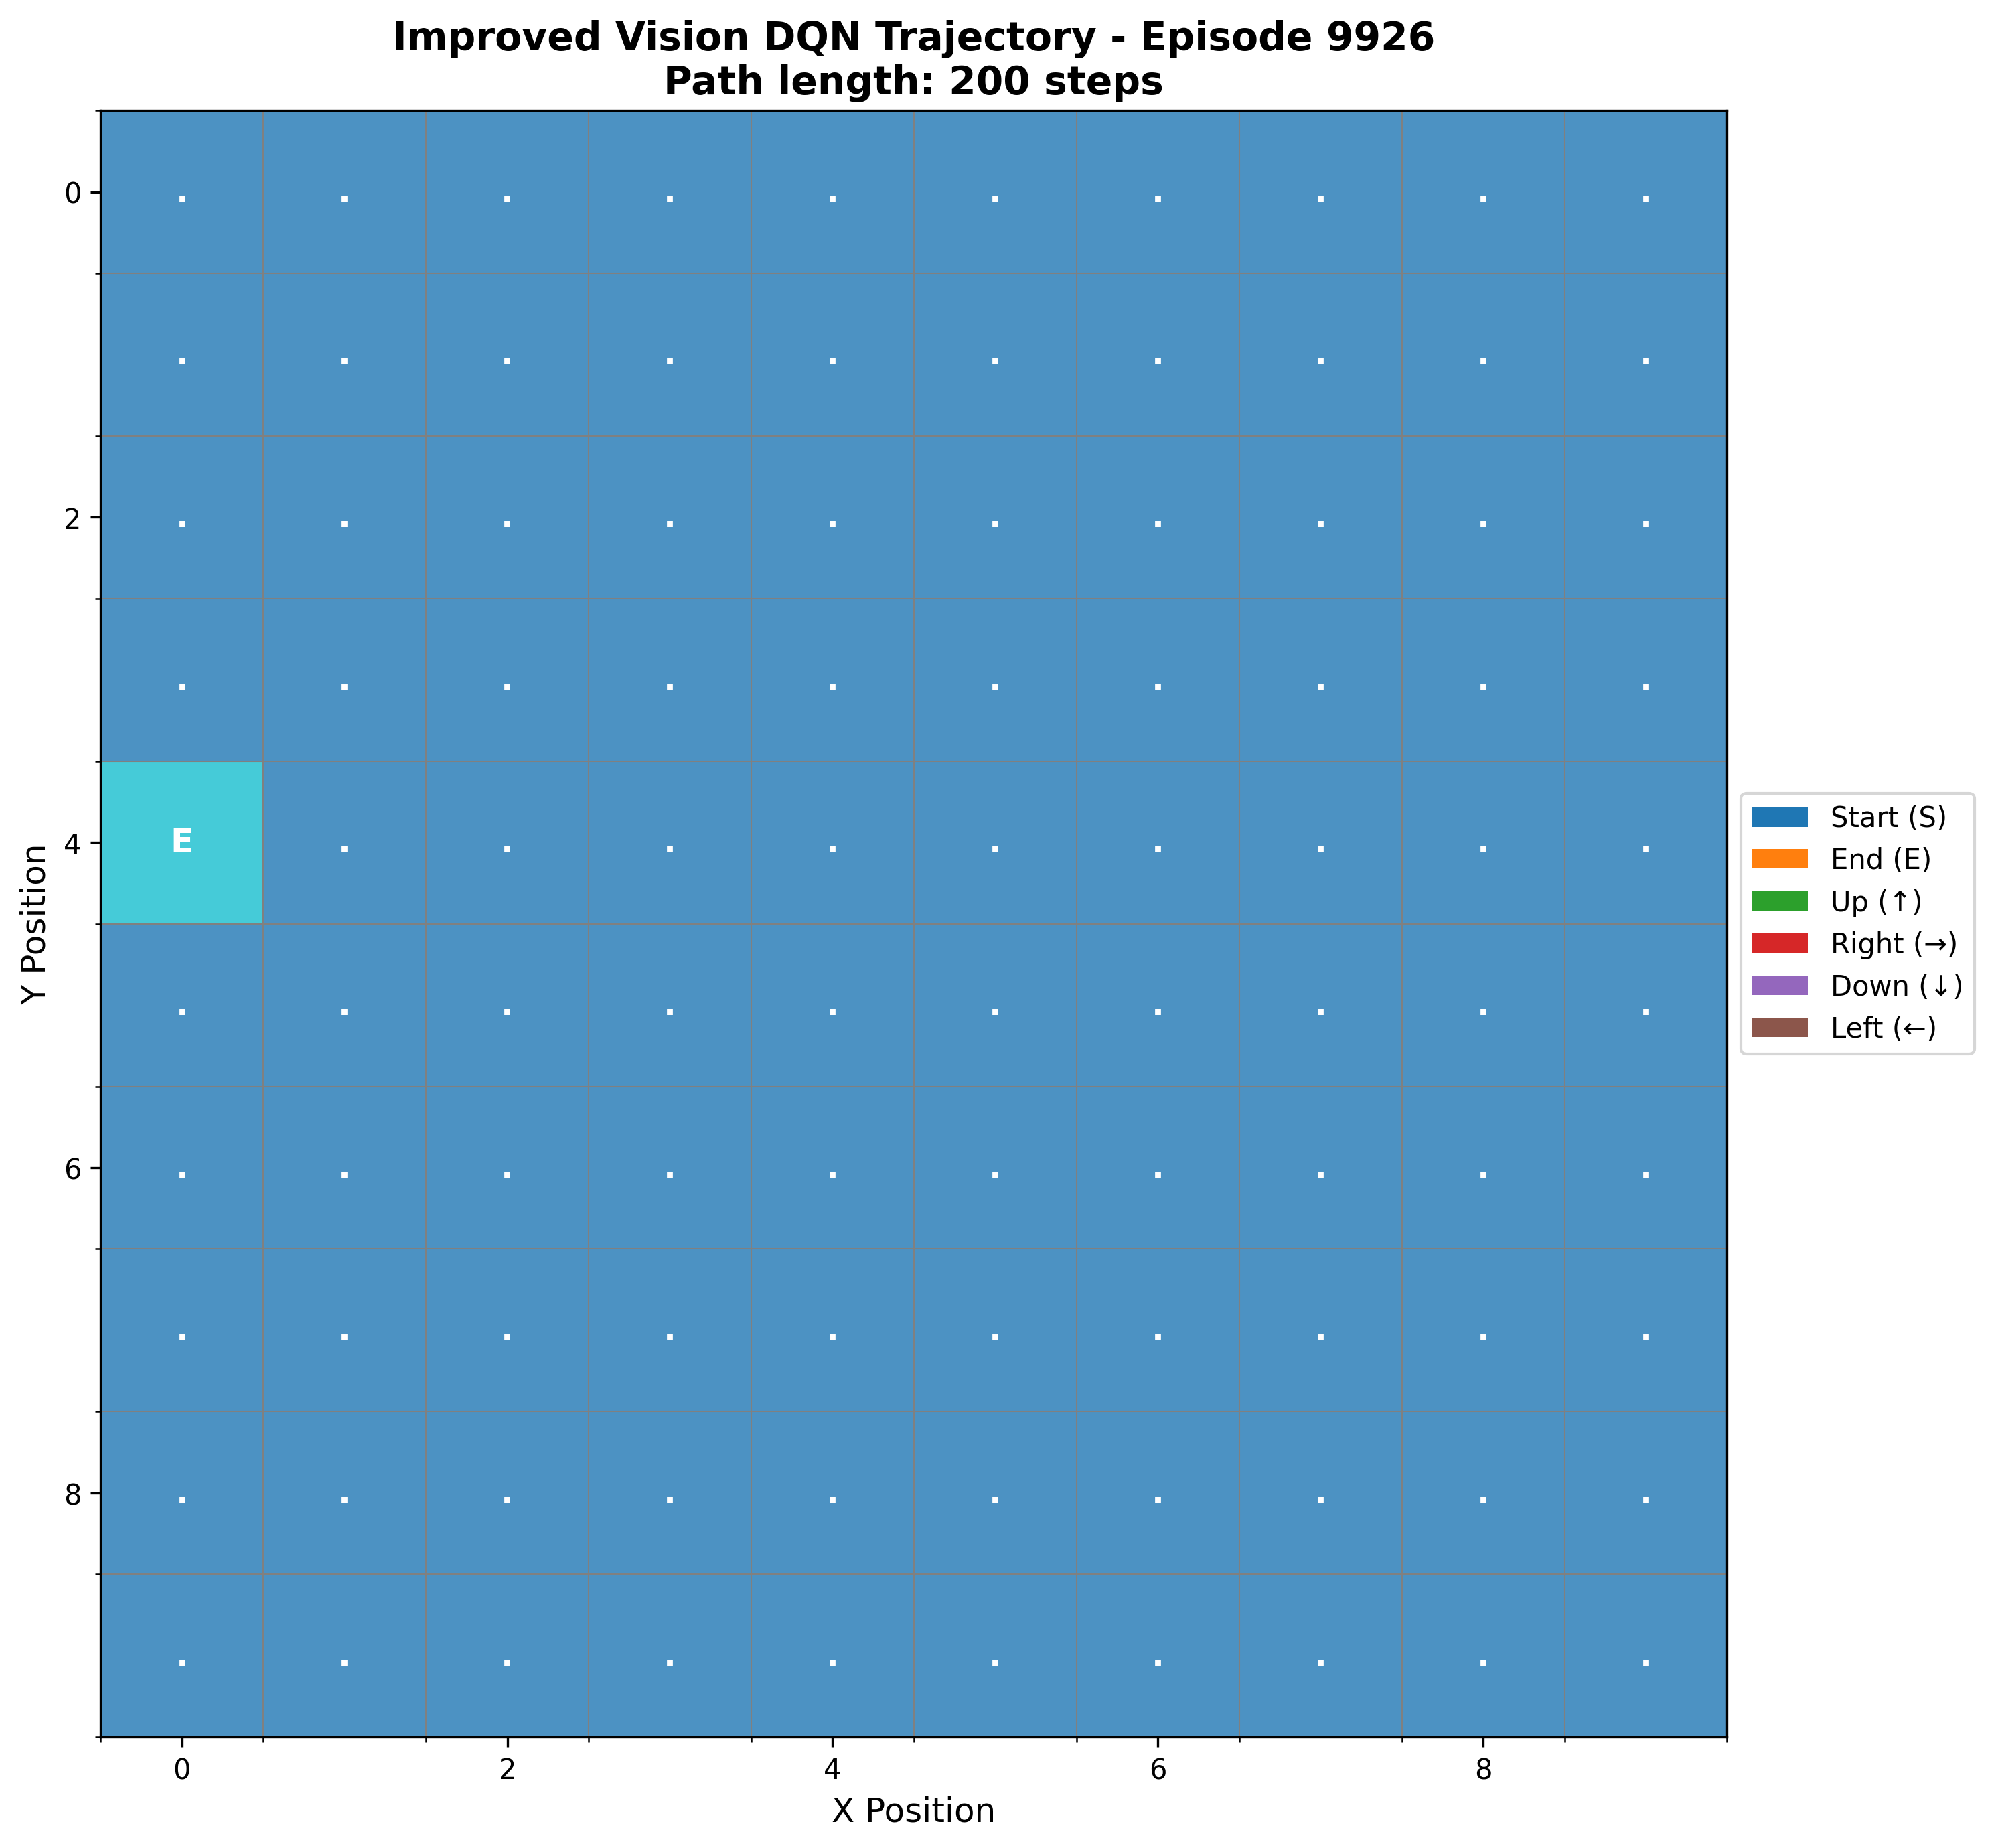 Improved Vision DQN Trajectory - Episode 9926
Path length: 200 steps
0
2
4
6
8
Y Position
E
0 2 4 6 8
X Position
Start (S)
End (E)
Up (↑)
Right (→)
Down (↓)
Left (←)